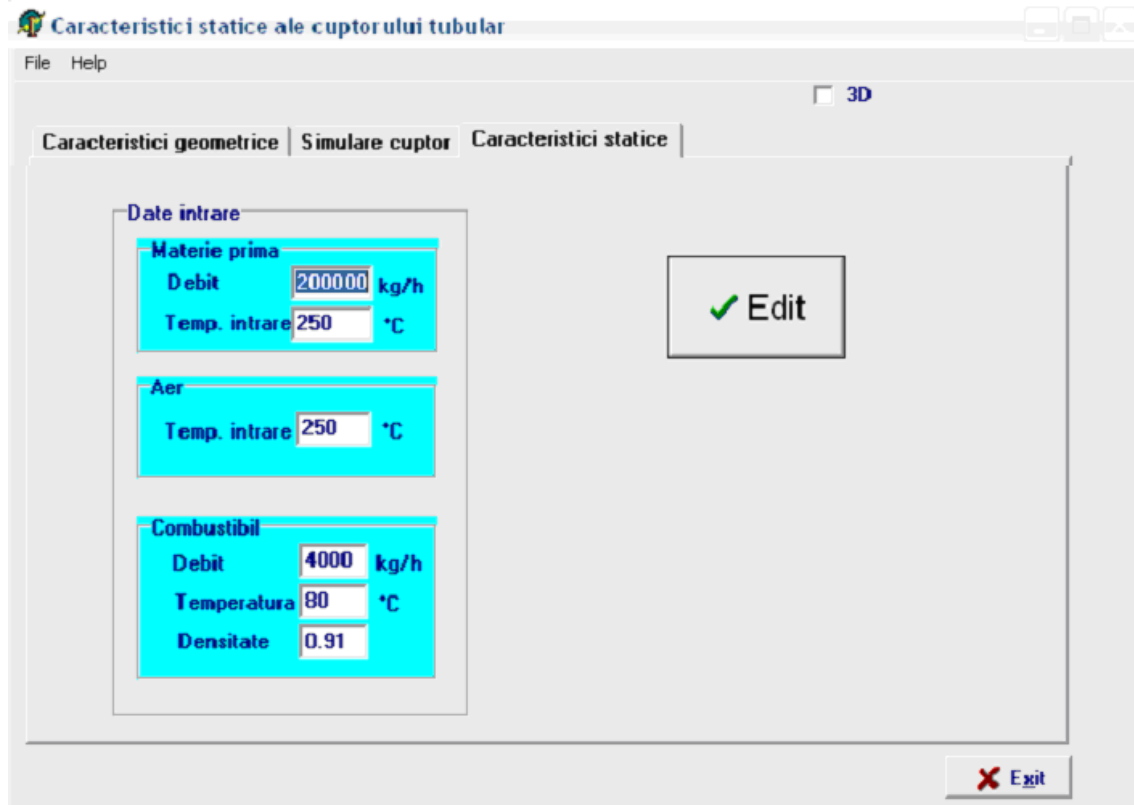 Caracteristici statice ale cuptorului tubular
File Help
3D
Caracteristici geometrice Simulare cuptor Caracteristici statice
Date intrare
Materie prima
Debit 200000 kg/h
Temp. intrare 250 °C
Edit
Aer
Temp. intrare 250 °C
Combustibil
Debit 4000 kg/h
Temperatura 80 °C
Densitate 0.91
Exit